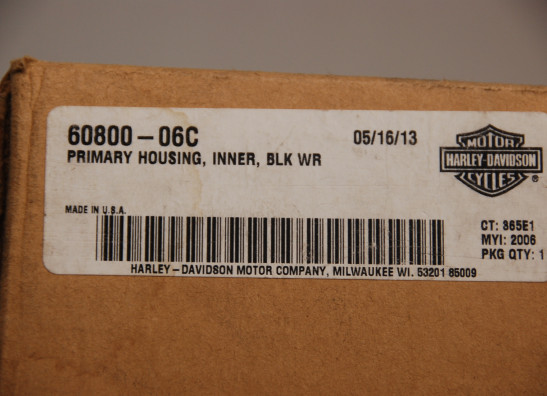 60800-06C 05/16/13
PRIMARY HOUSING, INNER, BLK WR
MOTOR
HARLEY-DAVIDSON
CYCLES
®
MADE IN U.S.A.
CT: 365E1
MYI: 2006
PKG QTY: 1
HARLEY-DAVIDSON MOTOR COMPANY, MILWAUKEE WI. 53201 85009